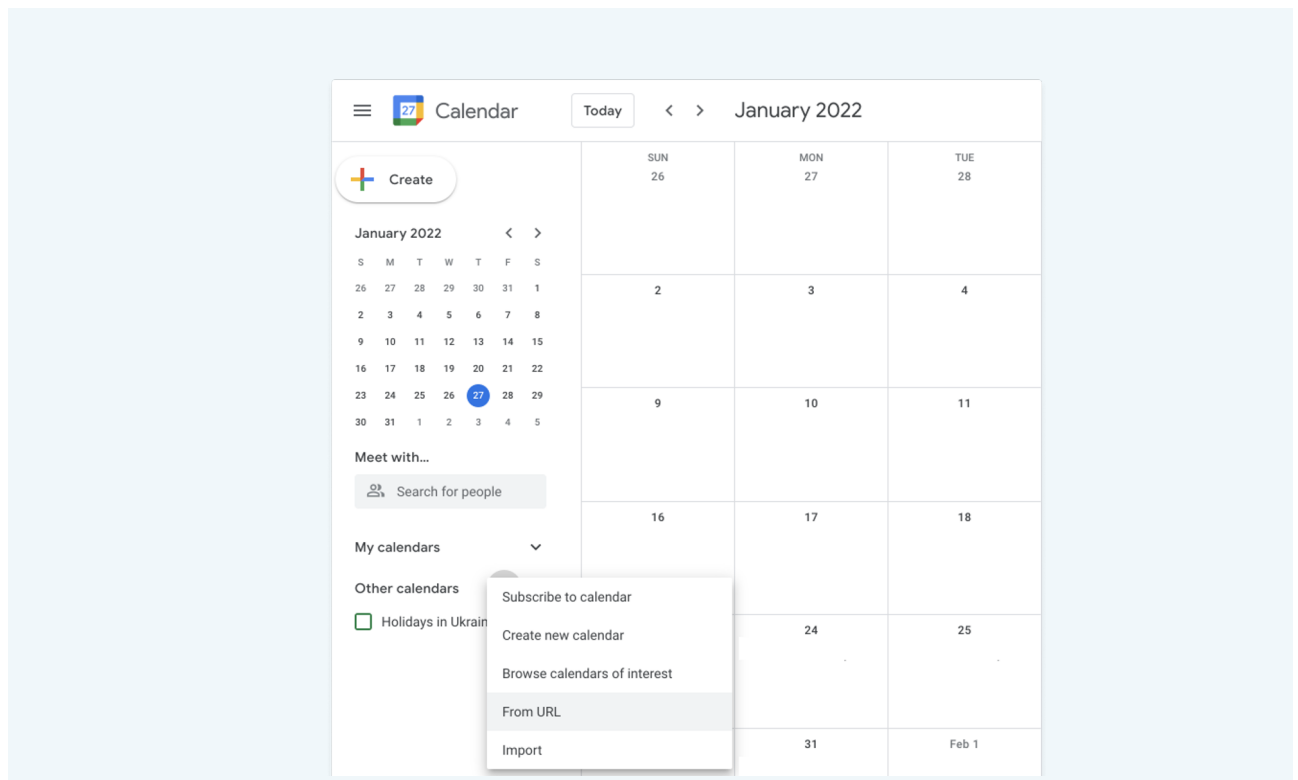 27 Calendar Today January 2022
Create
January 2022
S M T W T F S
26 27 28 29 30 31 1
2 3 4 5 6 7 8
9 10 11 12 13 14 15
16 17 18 19 20 21 22
23 24 25 26 27 28 29
30 31 1 2 3 4 5
Meet with...
Search for people
My calendars
Other calendars
Holidays in Ukrain
Subscribe to calendar
Create new calendar
Browse calendars of interest
From URL
Import
SUN MON TUE
26 27 28
2 3 4
9 10 11
16 17 18
24 25
31 Feb 1